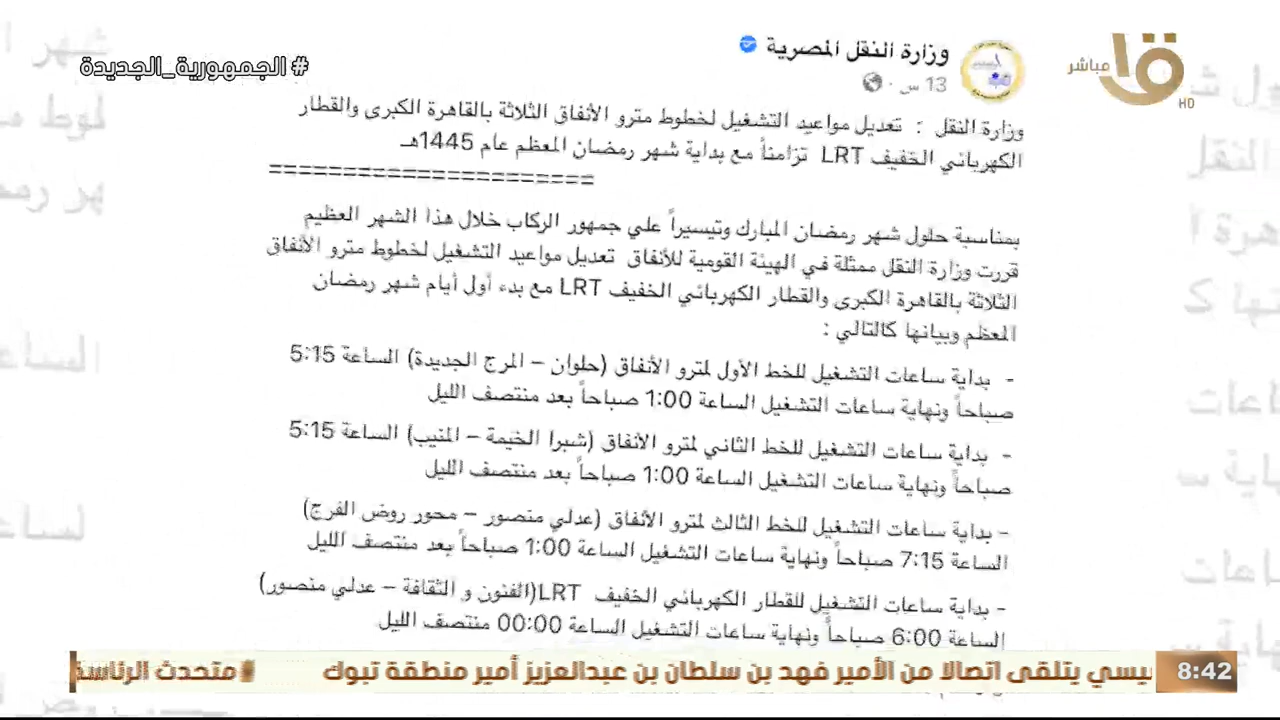 #الجمهورية_الجديدة
مباشر
HD
وزارة النقل المصرية
13 س
وزارة النقل : تعديل مواعيد التشغيل لخطوط مترو الأنفاق الثلاثة بالقاهرة الكبرى والقطار
الكهربائي الخفيف LRT تزامناً مع بداية شهر رمضان المعظم عام 1445هـ
======================
بمناسبة حلول شهر رمضان المبارك وتيسيراً علي جمهور الركاب خلال هذا الشهر العظيم
قررت وزارة النقل ممثلة في الهيئة القومية للأنفاق تعديل مواعيد التشغيل لخطوط مترو الأنفاق
الثلاثة بالقاهرة الكبرى والقطار الكهربائي الخفيف LRT مع بدء أول أيام شهر رمضان
المعظم وبيانها كالتالي :
- بداية ساعات التشغيل للخط الأول لمترو الأنفاق (حلوان – المرج الجديدة) الساعة 5:15
صباحاً ونهاية ساعات التشغيل الساعة 1:00 صباحاً بعد منتصف الليل
- بداية ساعات التشغيل للخط الثاني لمترو الأنفاق (شبرا الخيمة – المنيب) الساعة 5:15
صباحاً ونهاية ساعات التشغيل الساعة 1:00 صباحاً بعد منتصف الليل
- بداية ساعات التشغيل للخط الثالث لمترو الأنفاق (عدلي منصور – محور روض الفرج)
الساعة 7:15 صباحاً ونهاية ساعات التشغيل الساعة 1:00 صباحاً بعد منتصف الليل
- بداية ساعات التشغيل للقطار الكهربائي الخفيف LRT(الفنون و الثقافة – عدلي منصور)
الساعة 6:00 صباحاً ونهاية ساعات التشغيل الساعة 00:00 منتصف الليل
8:42
يتلقى اتصالا من الأمير فهد بن سلطان بن عبدالعزيز أمير منطقة تبوك #متحدث